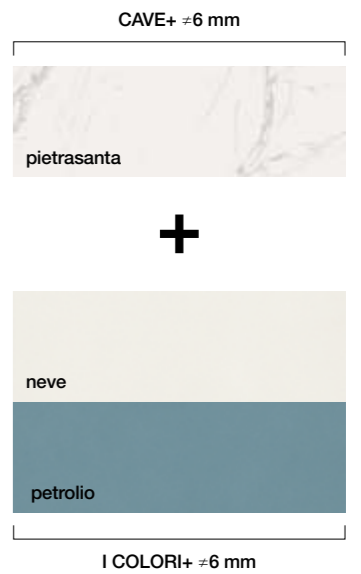 CAVE+ ≠6 mm
pietrasanta
+
neve
petrolio
I COLORI+ ≠6 mm